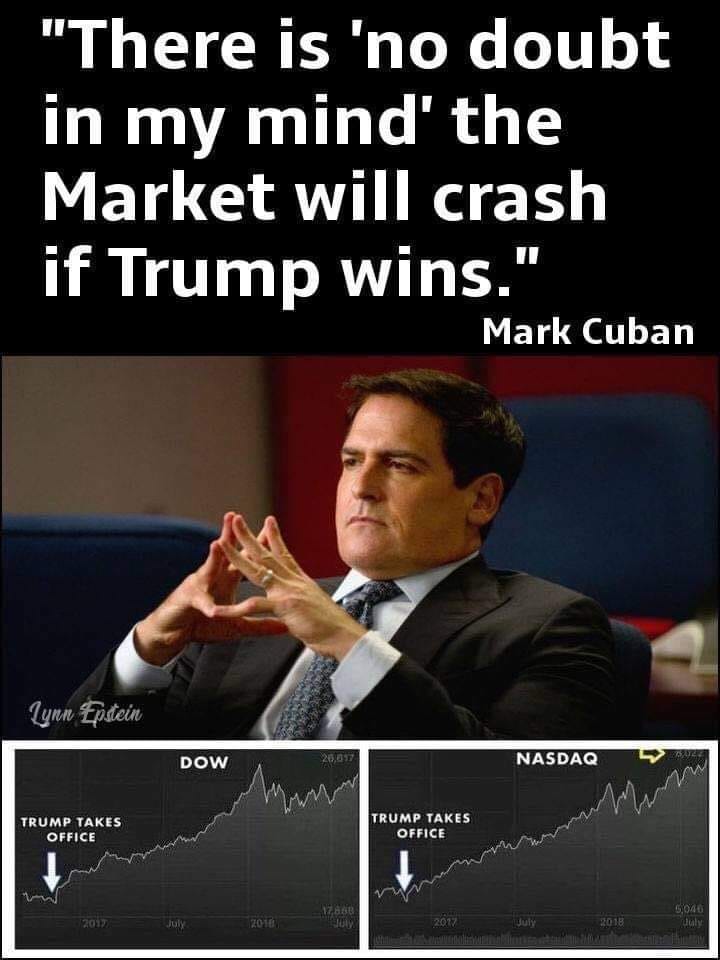 "There is 'no doubt
in my mind' the
Market will crash
if Trump wins."
Mark Cuban
Lynn Epstein
DOW
26,617
TRUMP TAKES
OFFICE
17,888
2017 July 2018 July
NASDAQ
8,022
TRUMP TAKES
OFFICE
5,046
2017 July 2018 July